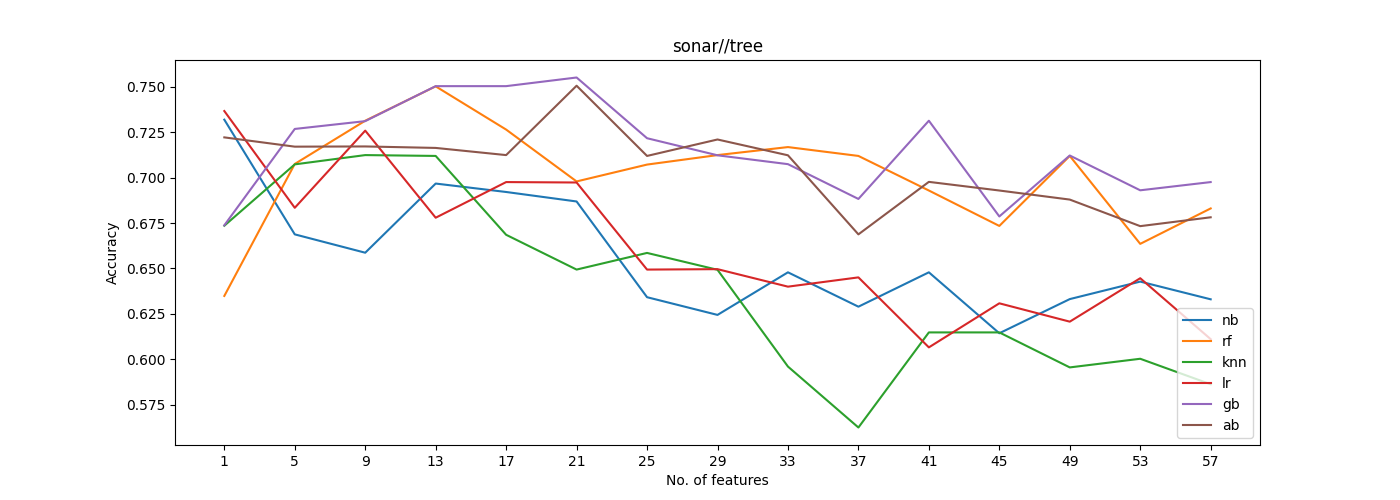 sonar//tree
Accuracy
0.750
0.725
0.700
0.675
0.650
0.625
0.600
0.575
1 5 9 13 17 21 25 29 33 37 41 45 49 53 57
No. of features
nb
rf
knn
lr
gb
ab